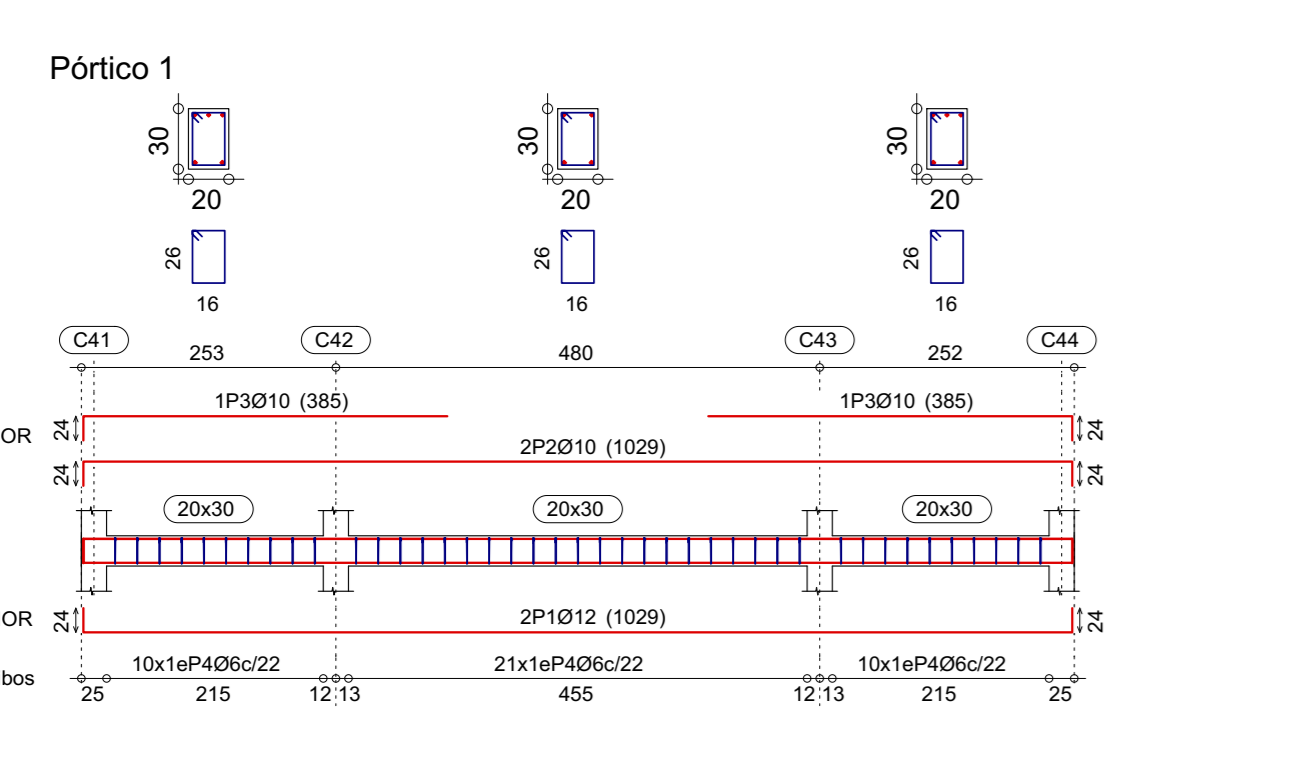 Pórtico 1
30 30 30
20 20 20
26 26 26
16 16 16
C41 C42 C43 C44
253 480 252
1P3Ø10 (385) 1P3Ø10 (385)
OR 24 24
2P2Ø10 (1029)
24 24
20x30 20x30 20x30
OR 24 2P1Ø12 (1029) 24
bos 10x1eP4Ø6c/22 21x1eP4Ø6c/22 10x1eP4Ø6c/22
25 215 12 13 455 12 13 215 25